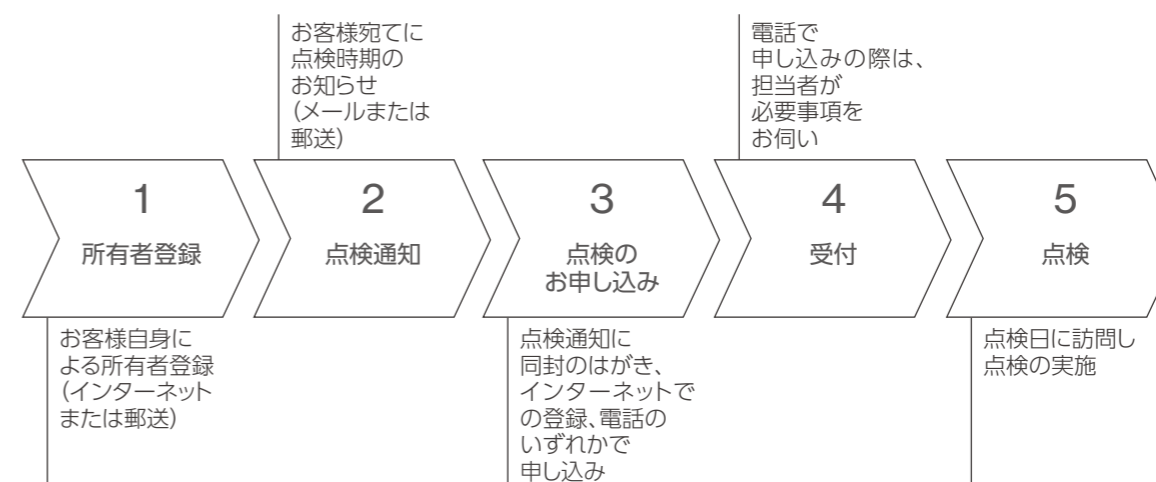 お客様宛てに
点検時期の
お知らせ
(メールまたは
郵送)
電話で
申し込みの際は、
担当者が
必要事項を
お伺い
1
所有者登録
2
点検通知
3
点検の
お申し込み
4
受付
5
点検
お客様自身に
よる所有者登録
(インターネット
または郵送)
点検通知に
同封のはがき、
インターネットで
の登録、電話の
いずれかで
申し込み
点検日に訪問し
点検の実施